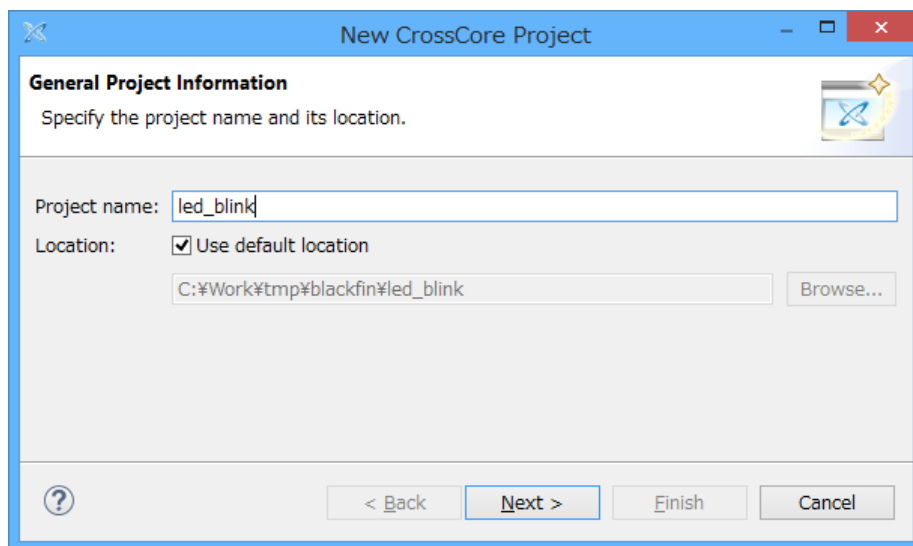 New CrossCore Project
General Project Information
Specify the project name and its location.
Project name: led_blink
Location: Use default location
C:¥Work¥tmp¥blackfin¥led_blink Browse...
< Back Next > Finish Cancel